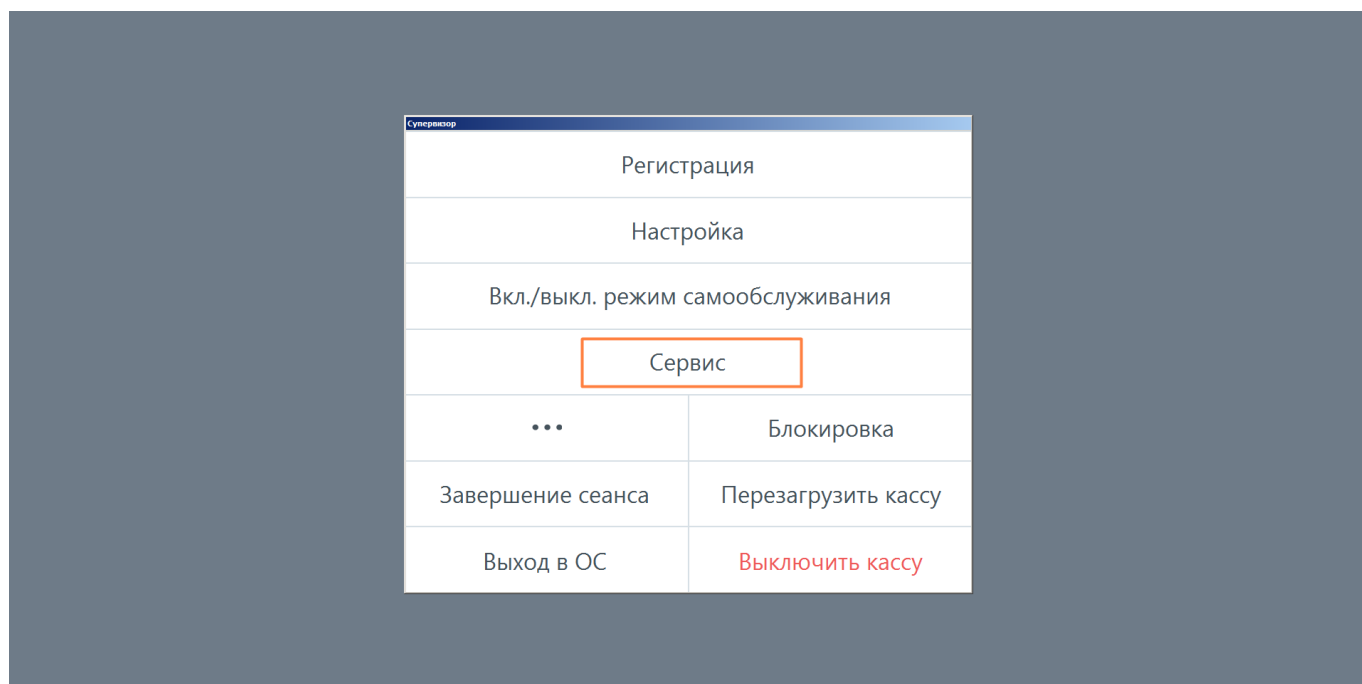 Супервизор
Регистрация
Настройка
Вкл./выкл. режим самообслуживания
Сервис
••• Блокировка
Завершение сеанса Перезагрузить кассу
Выход в ОС Выключить кассу